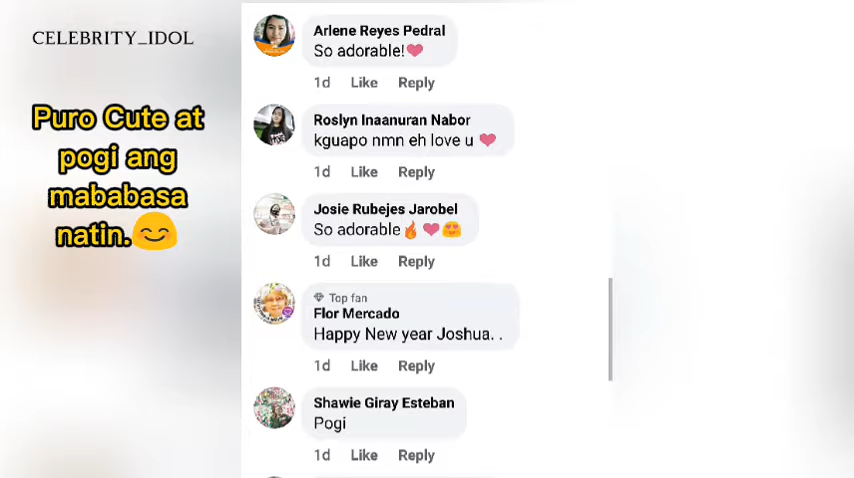 CELEBRITY_IDOL
Puro Cute at
pogi ang
mababasa
natin.😊
Arlene Reyes Pedral
So adorable!❤
1d Like Reply
Roslyn Inaanuran Nabor
kguapo nmn eh love u ❤
1d Like Reply
Josie Rubejes Jarobel
So adorable🔥❤😍
1d Like Reply
Top fan
Flor Mercado
Happy New year Joshua. .
1d Like Reply
Shawie Giray Esteban
Pogi
1d Like Reply